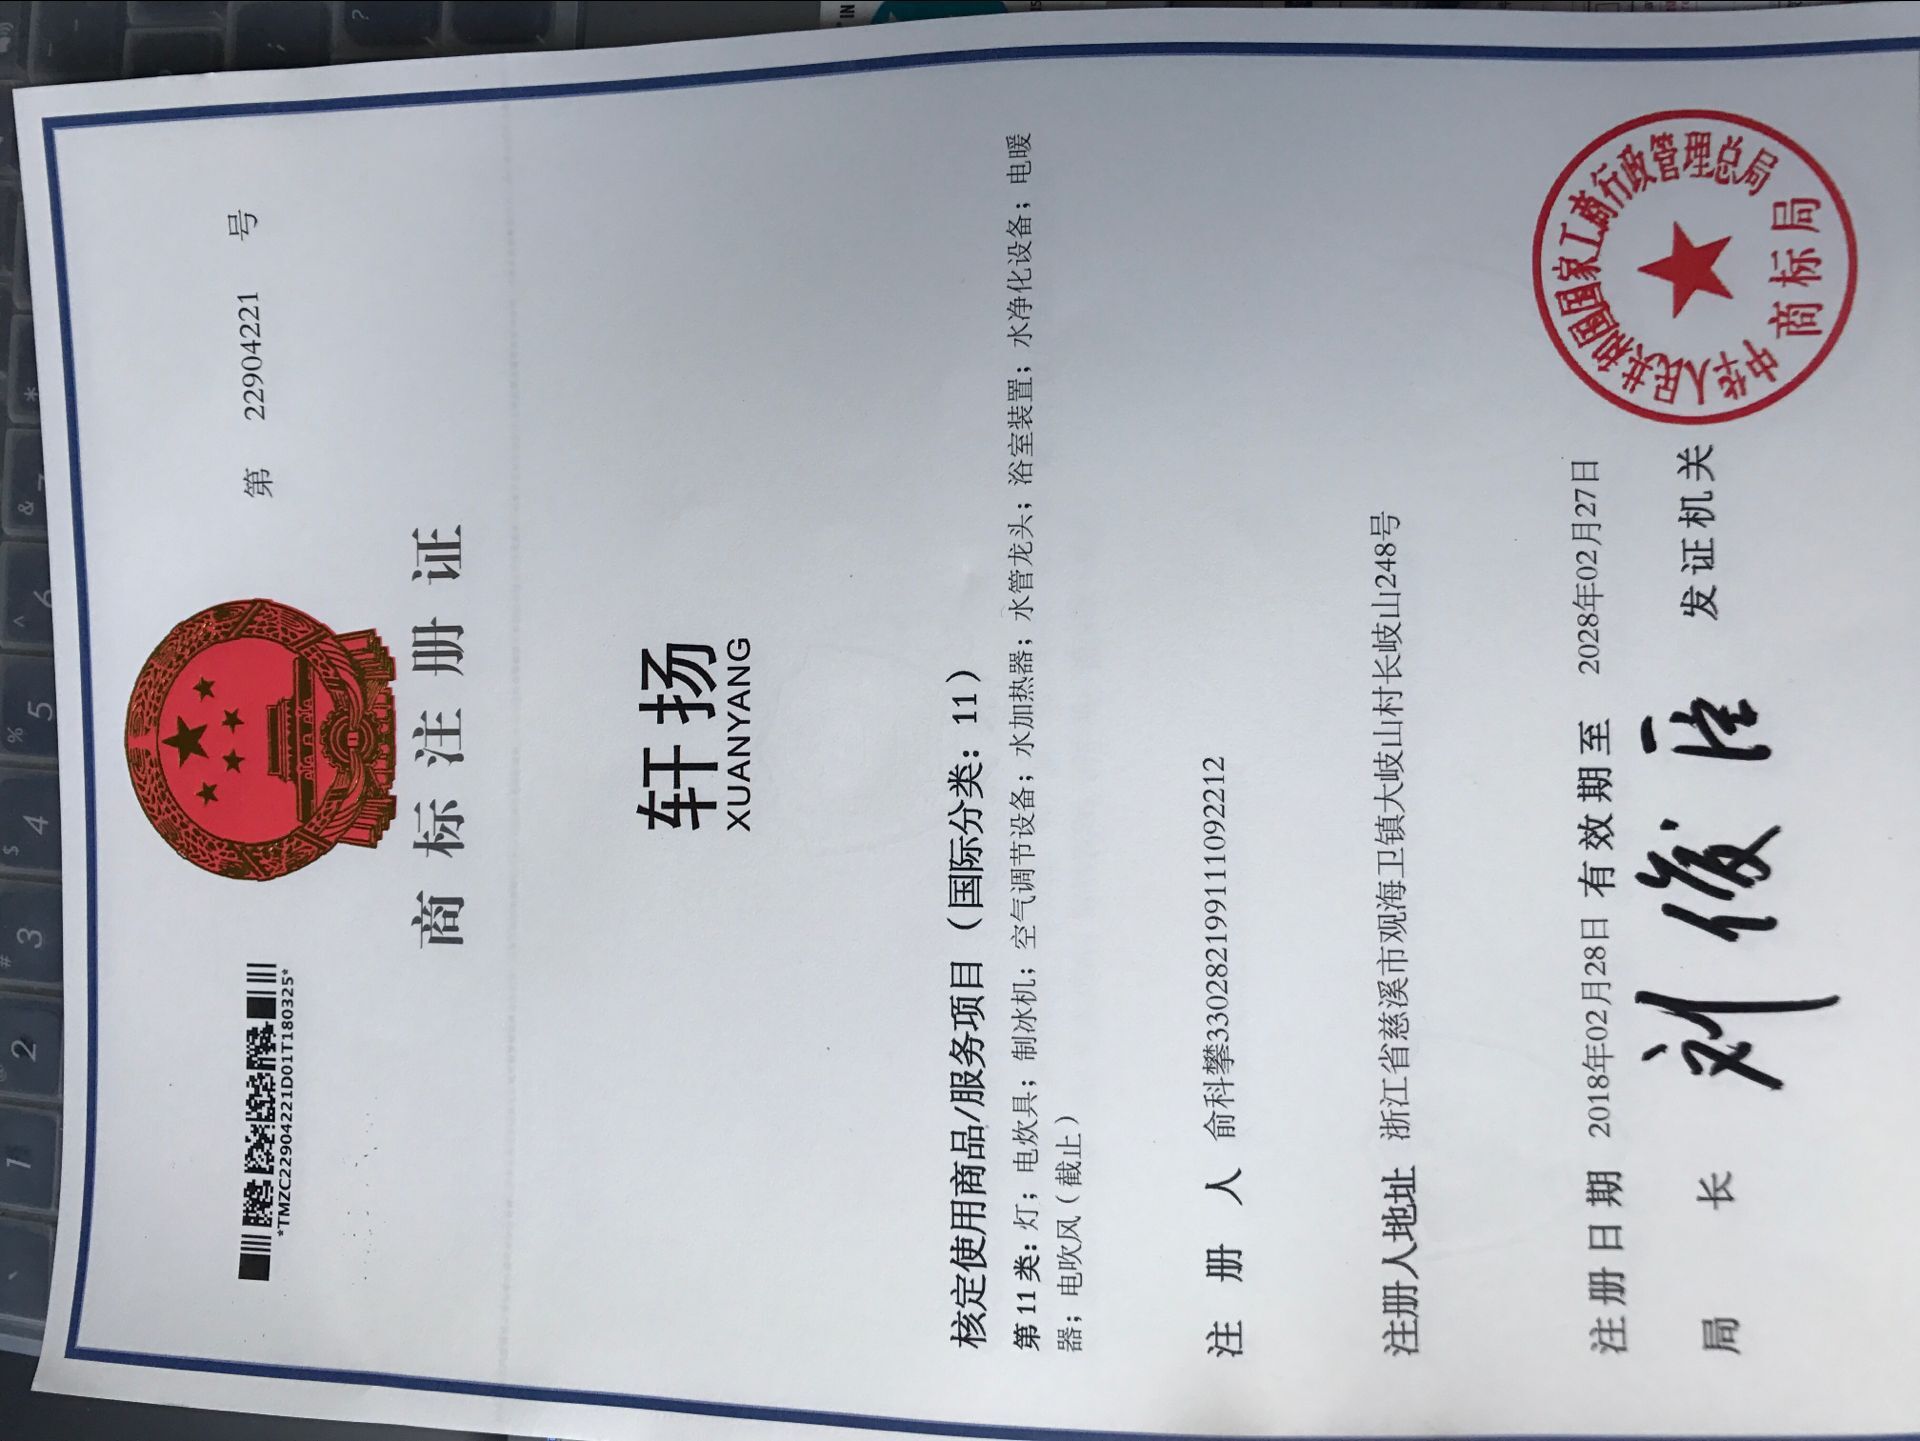 *TMZC22904221D01T180325*
第 22904221 号
商标注册证
轩扬
XUANYANG
核定使用商品/服务项目（国际分类：11）
第11类：灯；电炊具；制冰机；空气调节设备；水加热器；水管龙头；浴室装置；水净化设备；电暖
器；电吹风（截止）
注册人 俞科攀330282199111092212
注册人地址 浙江省慈溪市观海卫镇大岐山村长岐山248号
注册日期 2018年02月28日 有效期至 2028年02月27日
局长 刘俊臣 发证机关
中华人民共和国国家工商行政管理总局
商标局